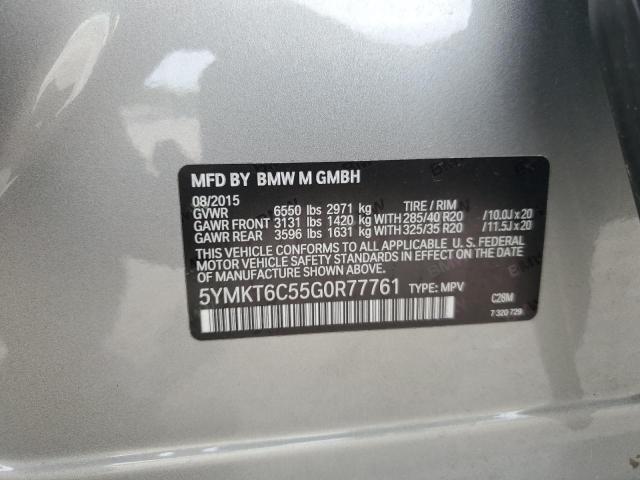 MFD BY BMW M GMBH
08/2015 TIRE / RIM
GVWR 6550 lbs 2971 kg
GAWR FRONT 3131 lbs 1420 kg WITH 285/40 R20 /10.0J x 20
GAWR REAR 3596 lbs 1631 kg WITH 325/35 R20 /11.5J x 20
THIS VEHICLE CONFORMS TO ALL APPLICABLE U. S. FEDERAL
MOTOR VEHICLE SAFETY STANDARDS IN EFFECT ON THE
DATE OF MANUFACTURE SHOWN ABOVE.
5YMKT6C55G0R77761 TYPE: MPV C28M
7 320 729